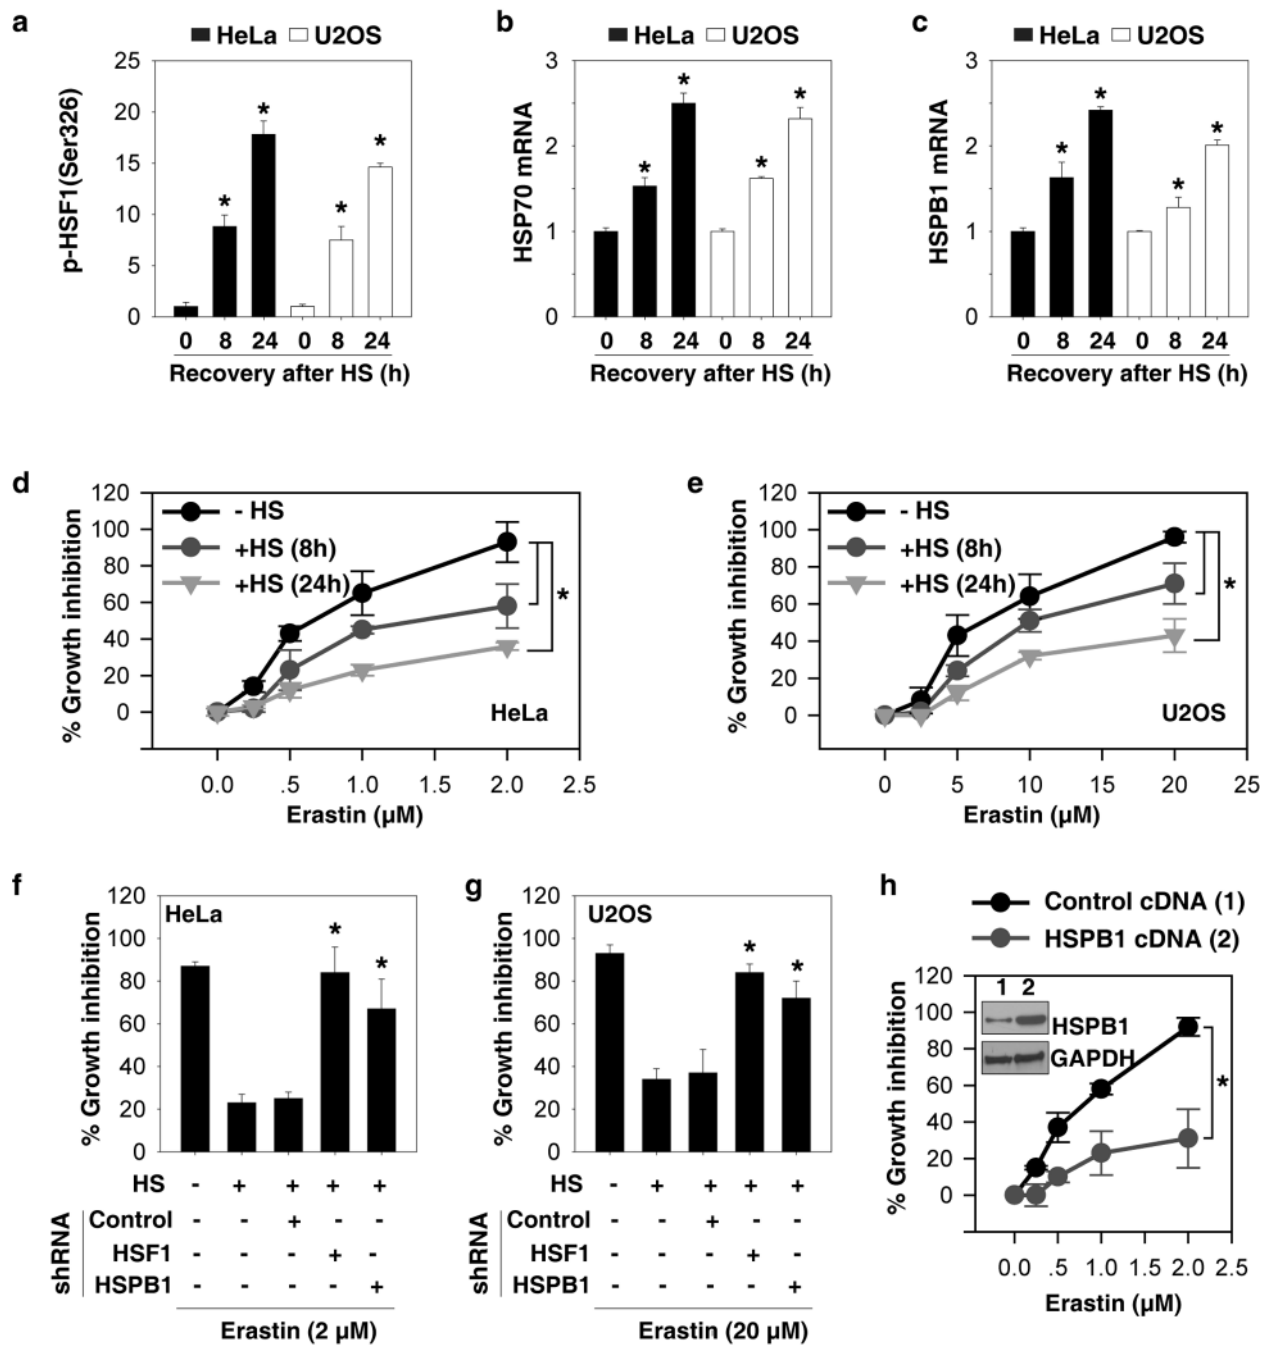 a
HeLa U2OS
p-HSF1(Ser326)
25
20
15
10
5
0
* * * *
0 8 24 0 8 24
Recovery after HS (h)
b
HeLa U2OS
HSP70 mRNA
3
2
1
0
* * * *
0 8 24 0 8 24
Recovery after HS (h)
c
HeLa U2OS
HSPB1 mRNA
3
2
1
0
* * * *
0 8 24 0 8 24
Recovery after HS (h)
d
% Growth inhibition
120
100
80
60
40
20
0
- HS
+HS (8h)
+HS (24h)
*
HeLa
0.0 .5 1.0 1.5 2.0 2.5
Erastin (µM)
e
% Growth inhibition
120
100
80
60
40
20
0
- HS
+HS (8h)
+HS (24h)
*
U2OS
0 5 10 15 20 25
Erastin (µM)
f
% Growth inhibition
120
100
80
60
40
20
0
HeLa
* *
HS - + + + +
shRNA
Control - - + - -
HSF1 - - - + -
HSPB1 - - - - +
Erastin (2 µM)
g
% Growth inhibition
120
100
80
60
40
20
0
U2OS
* *
HS - + + + +
shRNA
Control - - + - -
HSF1 - - - + -
HSPB1 - - - - +
Erastin (20 µM)
h
Control cDNA (1)
HSPB1 cDNA (2)
% Growth inhibition
120
100
80
60
40
20
0
1 2
HSPB1
GAPDH
*
0.0 .5 1.0 1.5 2.0 2.5
Erastin (µM)